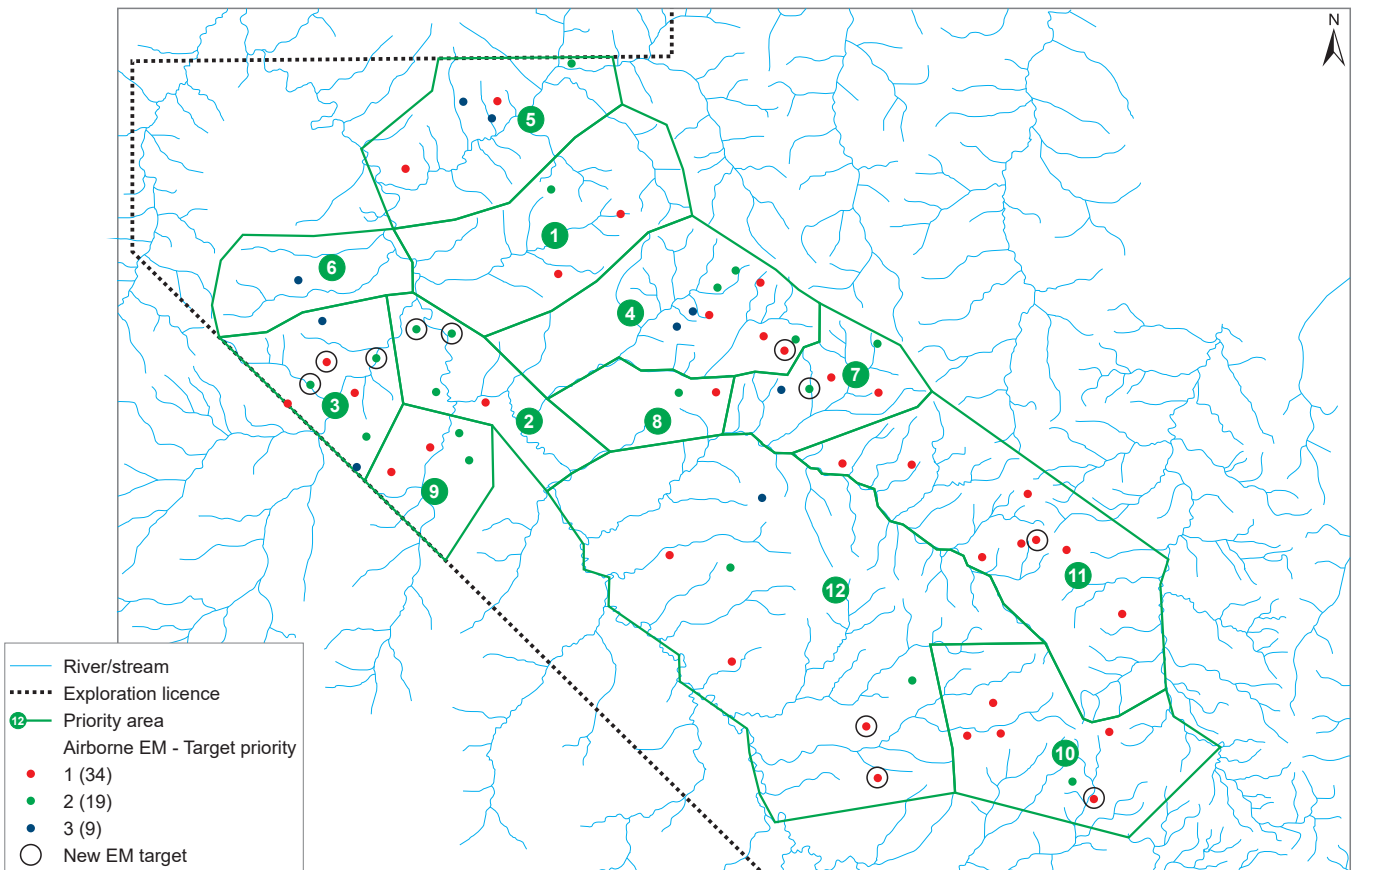 N
5
1
6
4
7
3
2
8
9
12
11
10
River/stream
Exploration licence
12 Priority area
Airborne EM - Target priority
1 (34)
2 (19)
3 (9)
New EM target